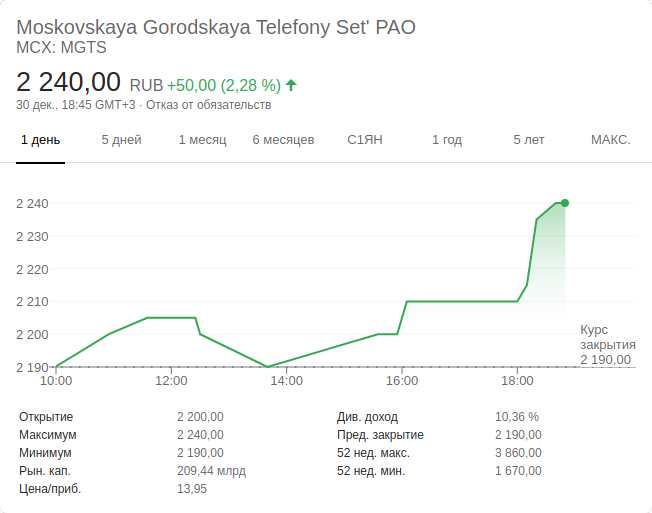 Moskovskaya Gorodskaya Telefony Set' PAO
MCX: MGTS
2 240,00 RUB +50,00 (2,28 %)
30 дек., 18:45 GMT+3 · Отказ от обязательств
1 день 5 дней 1 месяц 6 месяцев С1ЯН 1 год 5 лет МАКС.
2 240
2 230
2 220
2 210
2 200
2 190
Курс
закрытия
2 190,00
10:00 12:00 14:00 16:00 18:00
Открытие 2 200,00 Див. доход 10,36 %
Максимум 2 240,00 Пред. закрытие 2 190,00
Минимум 2 190,00 52 нед. макс. 3 860,00
Рын. кап. 209,44 млрд 52 нед. мин. 1 670,00
Цена/приб. 13,95